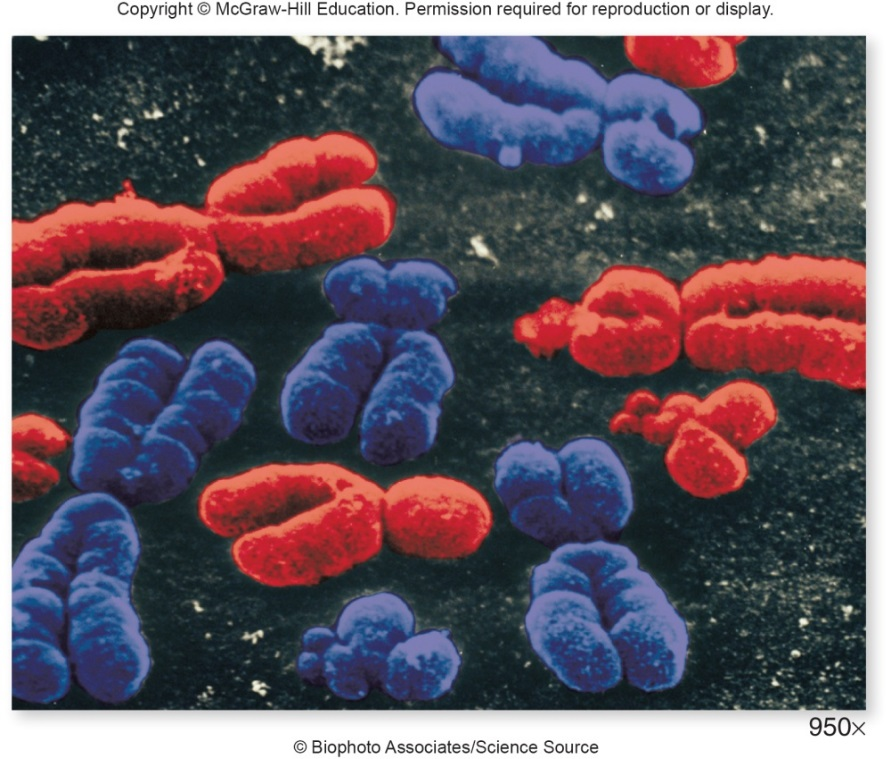 Copyright © McGraw-Hill Education. Permission required for reproduction or display.
950×
© Biophoto Associates/Science Source